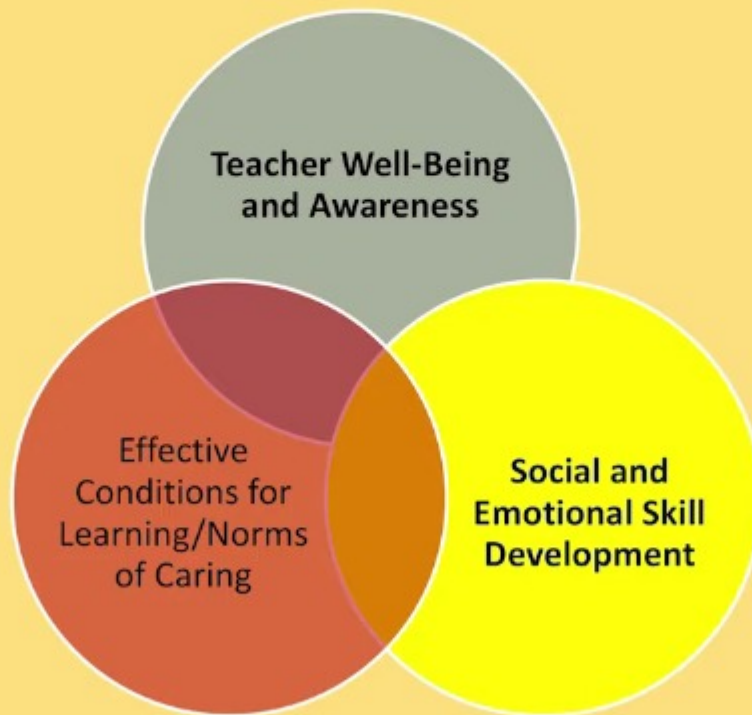 Teacher Well-Being
and Awareness
Effective
Conditions for
Learning/Norms
of Caring
Social and
Emotional Skill
Development